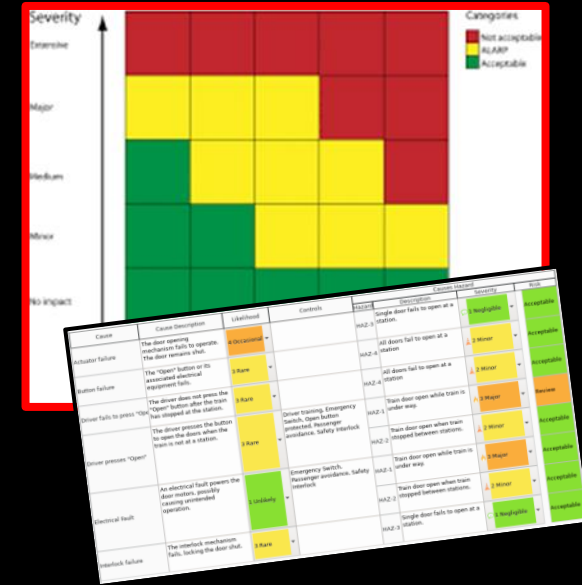 Severity
Extensive
Major
Medium
Minor
No impact
Categories
Not acceptable
ALARP
Acceptable
Causes Hazard
Cause
Cause Description
Likelihood
Controls
Hazard
Description
Severity
Risk
Actuator failure
The door opening
mechanism fails to operate.
The door remains shut.
4 Occasional
HAZ-3
Single door fails to open at a
station.
1 Negligible
Acceptable
Button failure
The "Open" button or its
associated electrical
equipment fails.
3 Rare
HAZ-4
All doors fail to open at a
station
2 Minor
Acceptable
Driver fails to press "Ope
The driver does not press the
"Open" button after the train
has stopped at the station.
3 Rare
HAZ-4
All doors fail to open at a
station
2 Minor
Acceptable
Driver presses "Open"
The driver presses the button
to open the doors when the
train is not at a station.
3 Rare
Driver training, Emergency
Switch, Open button
protected, Passenger
avoidance, Safety interlock
HAZ-1
Train door open while train is
under way.
3 Major
Review
HAZ-2
Train door open when train
stopped between stations.
2 Minor
Acceptable
Electrical fault
An electrical fault powers the
door motors, possibly
causing unintended
operation.
1 Unlikely
Emergency Switch,
Passenger avoidance, Safety
interlock
HAZ-1
Train door open while train is
under way.
3 Major
Acceptable
HAZ-2
Train door open when train
stopped between stations.
2 Minor
Acceptable
Interlock failure
The interlock mechanism
fails, locking the door shut.
3 Rare
HAZ-3
Single door fails to open at a
station.
1 Negligible
Acceptable